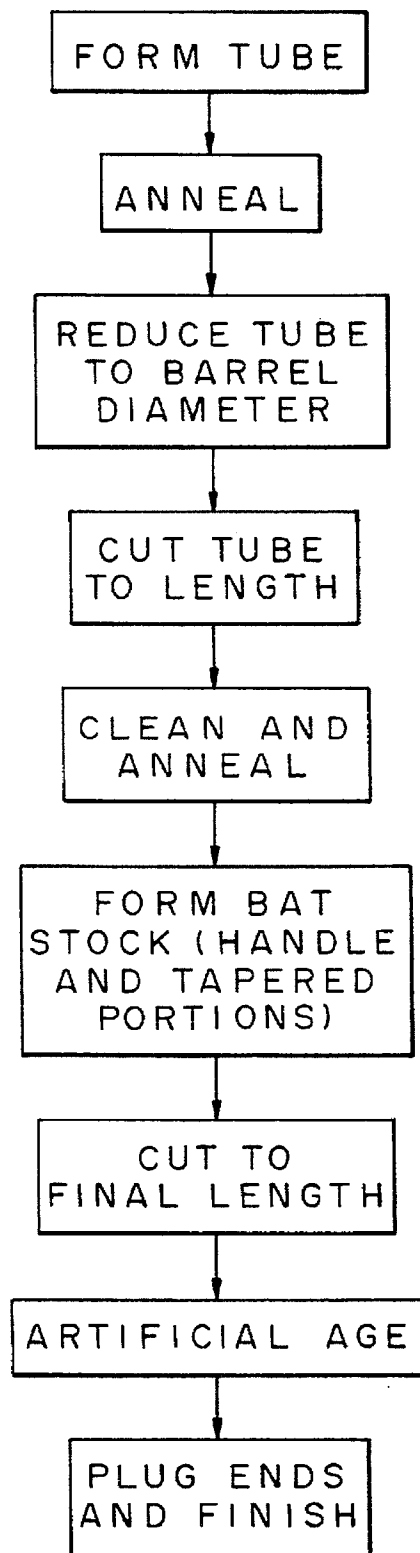 FORM TUBE
ANNEAL
REDUCE TUBE
TO BARREL
DIAMETER
CUT TUBE
TO LENGTH
CLEAN AND
ANNEAL
FORM BAT
STOCK (HANDLE
AND TAPERED
PORTIONS)
CUT TO
FINAL LENGTH
ARTIFICIAL AGE
PLUG ENDS
AND FINISH